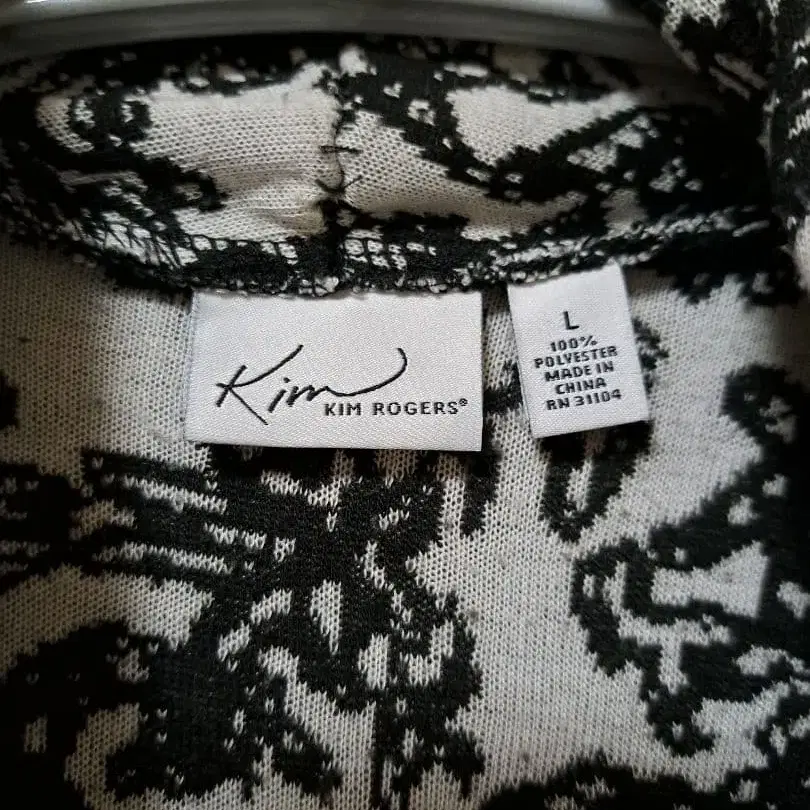 Kim
KIM ROGERS®
L
100%
POLYESTER
MADE IN
CHINA
RN 31104